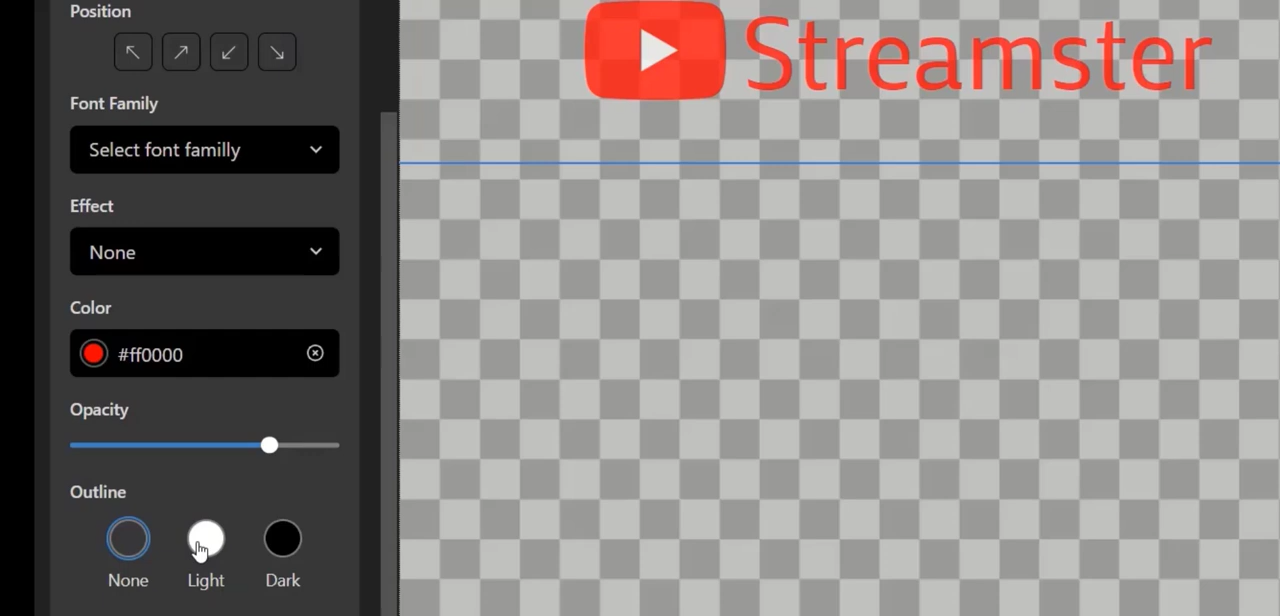 Position
Streamster
Font Family
Select font familly
Effect
None
Color
#ff0000
Opacity
Outline
None
Light
Dark